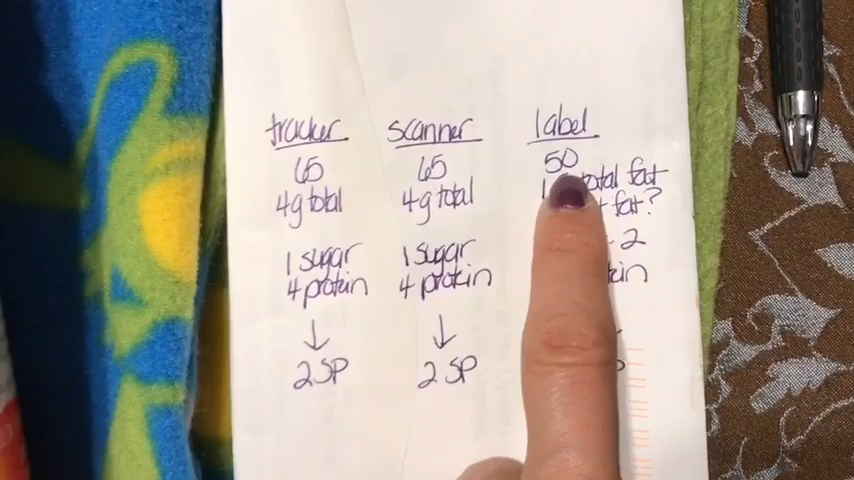 tracker
65
4g total
1 sugar
4 protein
↓
2 SP
scanner
65
4g total
1 sugar
4 protein
↓
2 SP
label
50
total fat
fat?
2